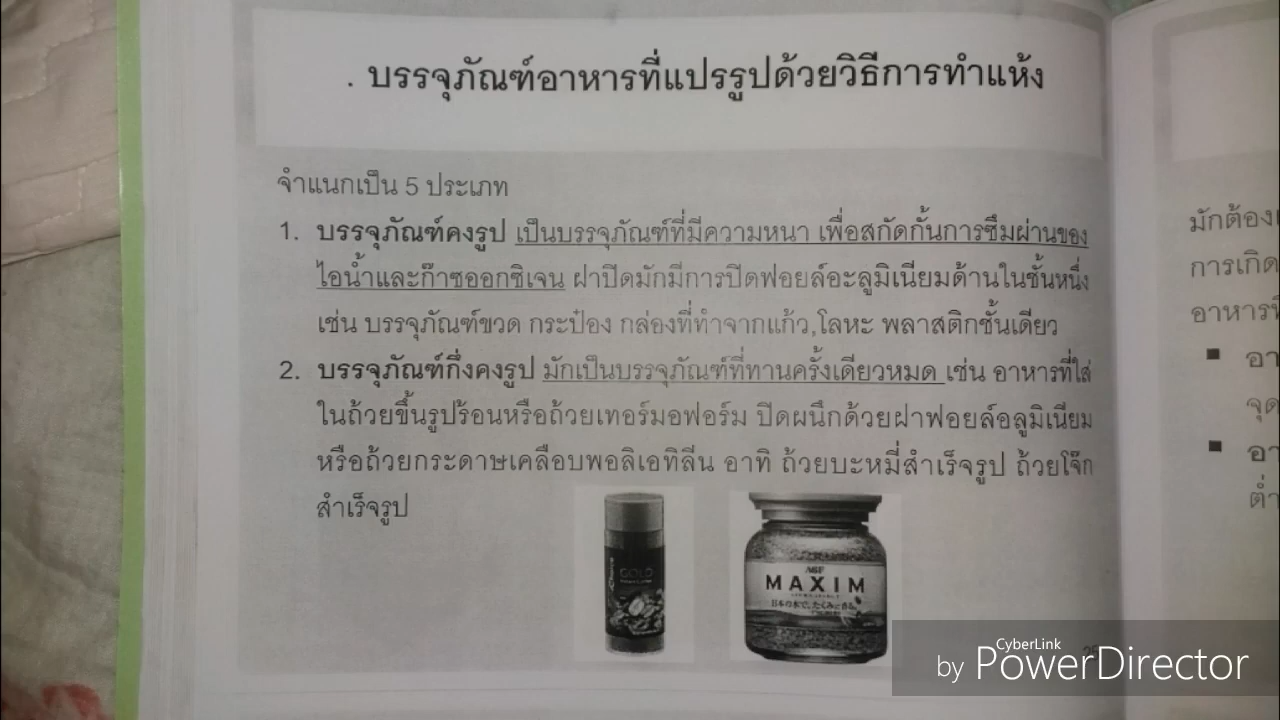 . บรรจุภัณฑ์อาหารที่แปรรูปด้วยวิธีการทำแห้ง
จำแนกเป็น 5 ประเภท
1. บรรจุภัณฑ์คงรูป เป็นบรรจุภัณฑ์ที่มีความหนา เพื่อสกัดกั้นการซึมผ่านของ
ไอน้ำและก๊าซออกซิเจน ฝาปิดมักมีการปิดฟอยล์อะลูมิเนียมด้านในชั้นหนึ่ง
เช่น บรรจุภัณฑ์ขวด กระป๋อง กล่องที่ทำจากแก้ว,โลหะ พลาสติกชั้นเดียว
2. บรรจุภัณฑ์กึ่งคงรูป มักเป็นบรรจุภัณฑ์ที่ทานครั้งเดียวหมด เช่น อาหารที่ใส่
ในถ้วยขึ้นรูปร้อนหรือถ้วยเทอร์มอฟอร์ม ปิดผนึกด้วยฝาฟอยล์อลูมิเนียม
หรือถ้วยกระดาษเคลือบพอลิเอทิลีน อาทิ ถ้วยบะหมี่สำเร็จรูป ถ้วยโจ๊ก
สำเร็จรูป
GOLD
AGF
MAXIM
มักต้อง
การเกิด
อาหารที่
▪ อา
จุด
▪ อา
ต่ำ
by CyberLink PowerDirector